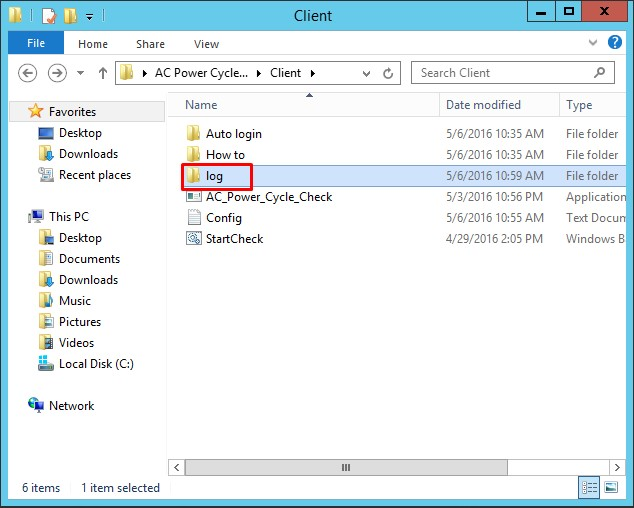 Client
File Home Share View
AC Power Cycle... Client Search Client
Name Date modified Type
Favorites
Desktop
Downloads
Recent places
This PC
Desktop
Documents
Downloads
Music
Pictures
Videos
Local Disk (C:)
Network
Auto login 5/6/2016 10:35 AM File folder
How to 5/6/2016 10:35 AM File folder
log 5/6/2016 10:59 AM File folder
AC_Power_Cycle_Check 5/3/2016 10:56 PM Application
Config 5/6/2016 10:55 AM Text Docum
StartCheck 4/29/2016 2:05 PM Windows B
6 items 1 item selected